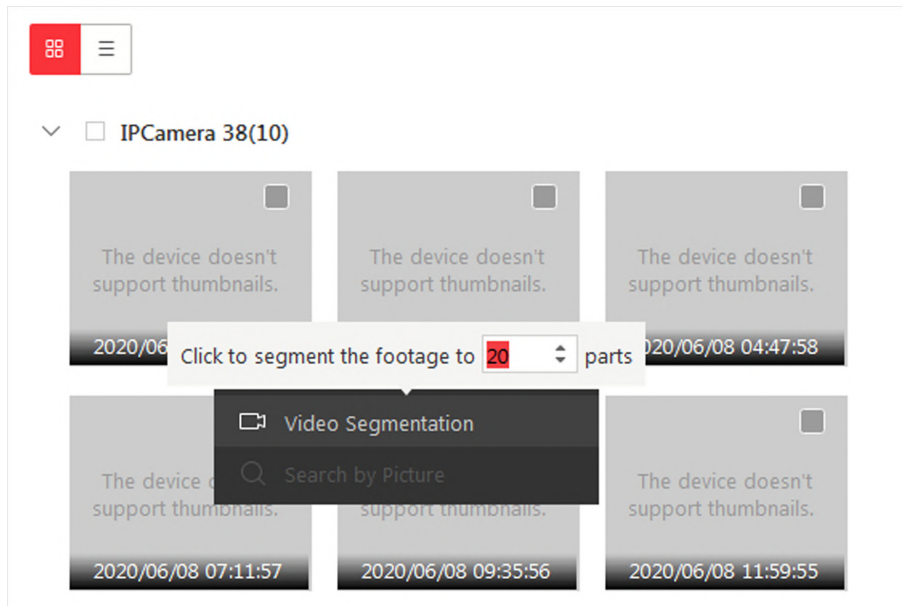 IPCamera 38(10)
The device doesn't
support thumbnails.
The device doesn't
support thumbnails.
The device doesn't
support thumbnails.
2020/06
20/06/08 04:47:58
Click to segment the footage to 20 parts
Video Segmentation
Search by Picture
The device
support thumbnails.
support thumbnails.
The device doesn't
support thumbnails.
2020/06/08 07:11:57
2020/06/08 09:35:56
2020/06/08 11:59:55